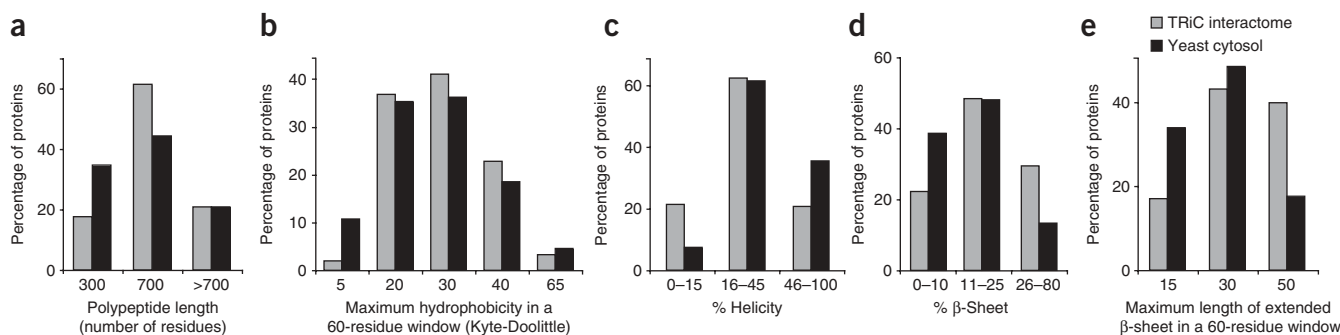 a
b
c
d
e
TRiC interactome
Yeast cytosol
Percentage of proteins
60
40
20
0
300 700 >700
Polypeptide length
(number of residues)
Percentage of proteins
40
30
20
10
0
5 20 30 40 65
Maximum hydrophobicity in a
60-residue window (Kyte-Doolittle)
Percentage of proteins
60
40
20
0
0–15 16–45 46–100
% Helicity
Percentage of proteins
60
40
20
0
0–10 11–25 26–80
% β-Sheet
Percentage of proteins
40
20
0
15 30 50
Maximum length of extended
β-sheet in a 60-residue window